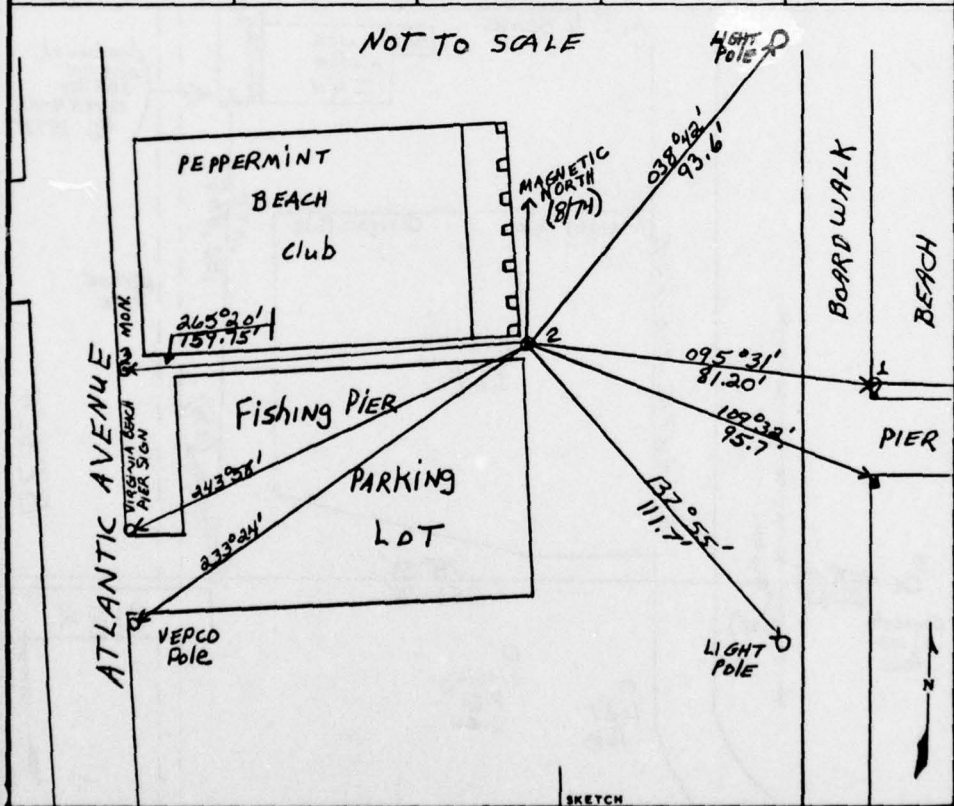 NOT TO SCALE
LIGHT
Pole
038°42'
93.6'
PEPPERMINT
BEACH
Club
MAGNETIC
NORTH
(8/74)
BOARDWALK
BEACH
265°20'
159.75'
3 MON.
2
095°31'
81.20'
1
109°32'
95.7'
PIER
Fishing PIER
VIRGINIA BEACH
PIER SIGN
243°58'
PARKING
LOT
137°55'
111.7'
233°24'
ATLANTIC AVENUE
VEPCO
Pole
LIGHT
POLE
N
SKETCH